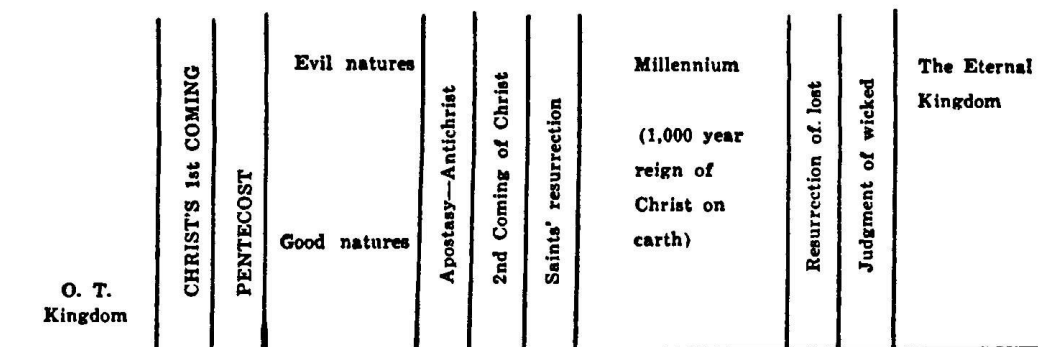 O. T.
Kingdom
CHRIST'S 1st COMING
PENTECOST
Evil natures
Good natures
Apostasy—Antichrist
2nd Coming of Christ
Saints' resurrection
Millennium
(1,000 year
reign of
Christ on
carth)
Resurrection of lost
Judgment of wicked
The Eternal
Kingdom